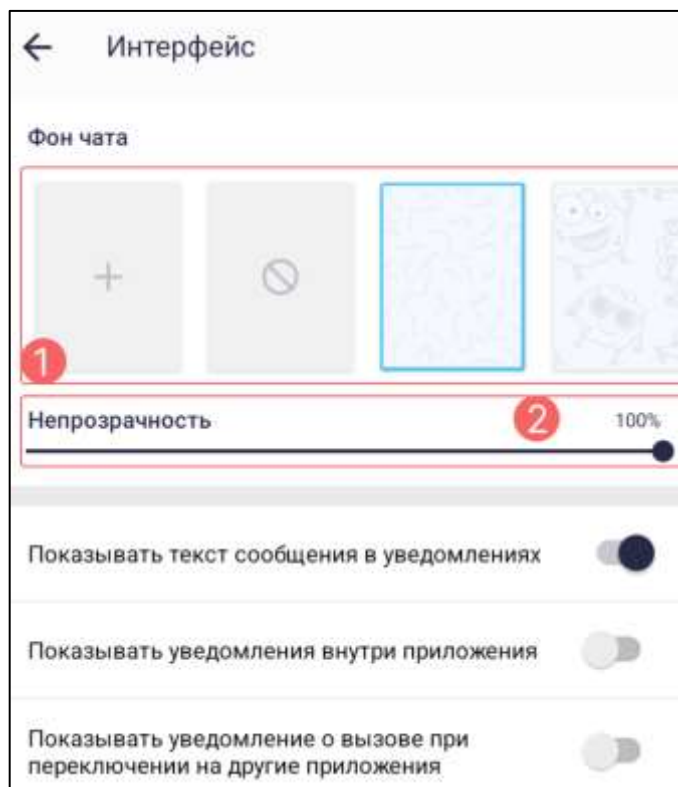 Интерфейс
Фон чата
1
Непрозрачность 2 100%
Показывать текст сообщения в уведомлениях
Показывать уведомления внутри приложения
Показывать уведомление о вызове при
переключении на другие приложения